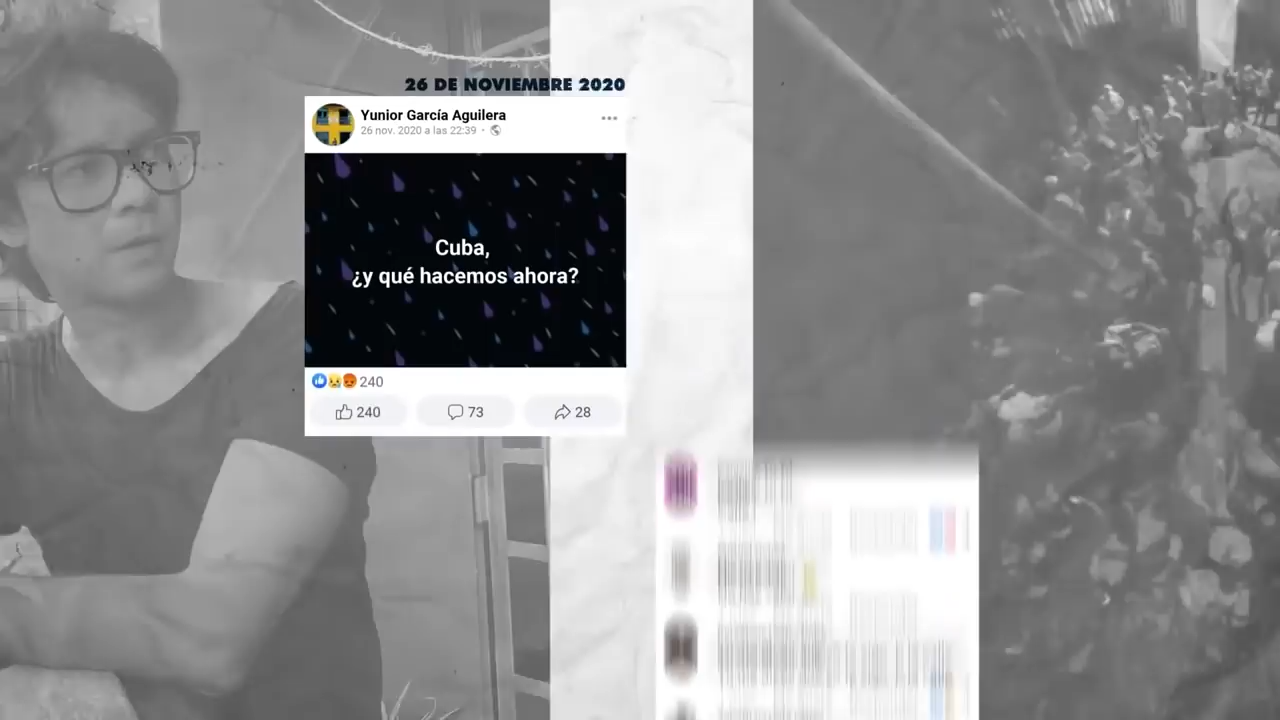 26 DE NOVIEMBRE 2020
Yunior García Aguilera
26 nov. 2020 a las 22:39 ·
Cuba,
¿y qué hacemos ahora?
240
240
73
28